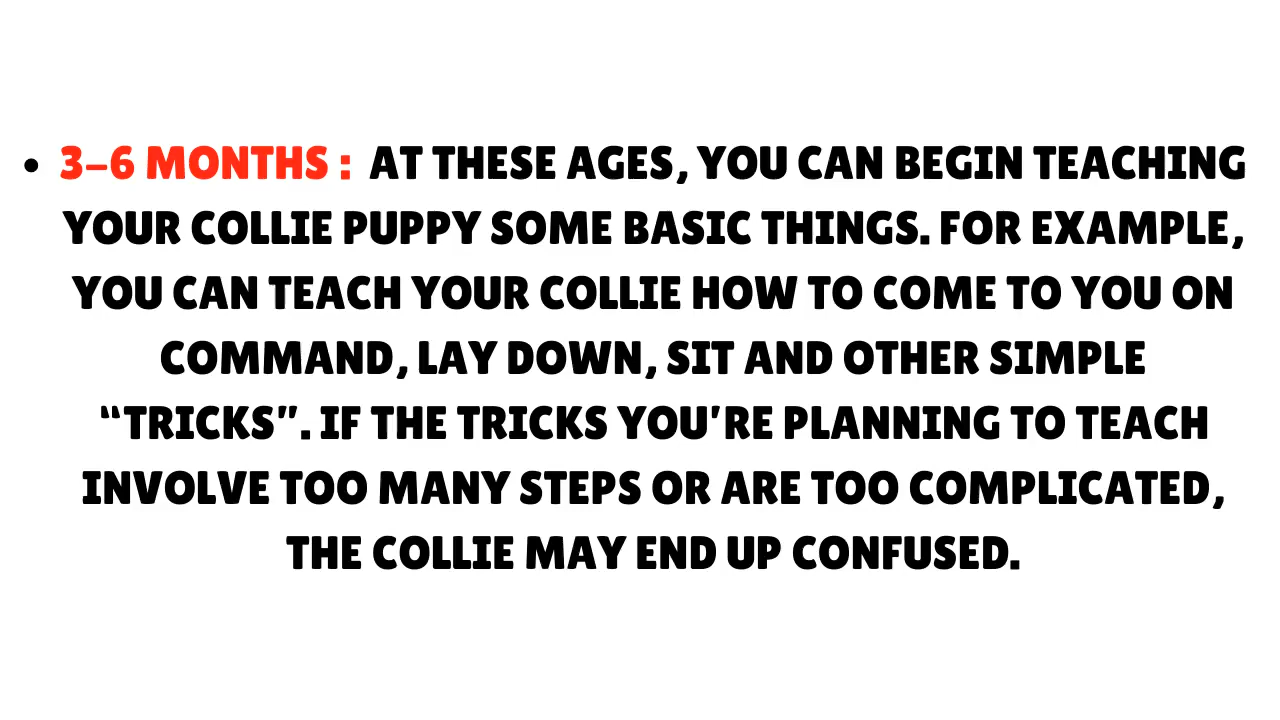 • 3–6 MONTHS : AT THESE AGES, YOU CAN BEGIN TEACHING
YOUR COLLIE PUPPY SOME BASIC THINGS. FOR EXAMPLE,
YOU CAN TEACH YOUR COLLIE HOW TO COME TO YOU ON
COMMAND, LAY DOWN, SIT AND OTHER SIMPLE
“TRICKS”. IF THE TRICKS YOU’RE PLANNING TO TEACH
INVOLVE TOO MANY STEPS OR ARE TOO COMPLICATED,
THE COLLIE MAY END UP CONFUSED.